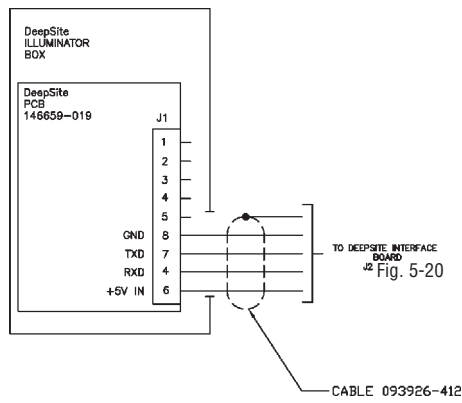 DeepSite
ILLUMINATOR
BOX
DeepSite
PCB
146659-019
J1
1
2
3
4
5
GND 8
TXD 7
RXD 4
+5V IN 6
TO DEEPSITE INTERFACE
BOARD
J2 Fig. 5-20
CABLE 093926-412